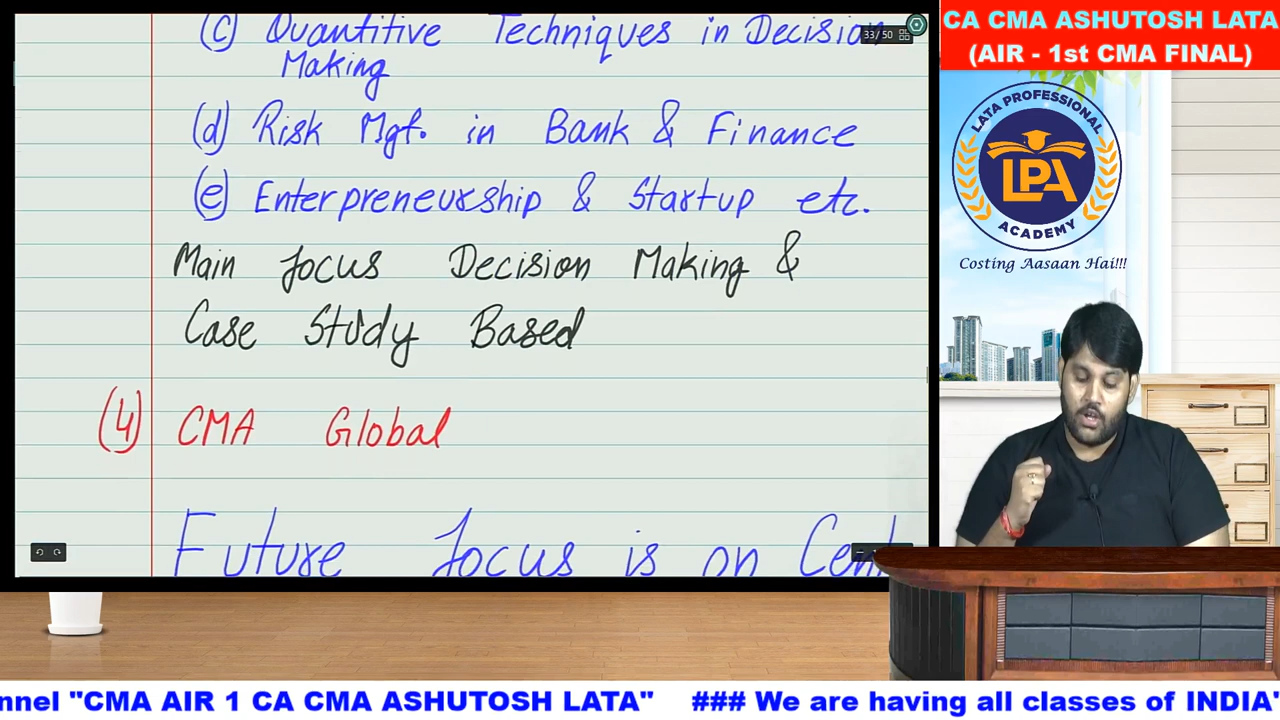 (c) Quantitive Techniques in Decision
Making
(d) Risk Mgt. in Bank & Finance
(e) Enterpreneurship & Startup etc.
Main focus Decision Making &
Case Study Based
(4) CMA Global
Future focus is on
33/50
CA CMA ASHUTOSH LATA
(AIR - 1st CMA FINAL)
LATA PROFESSIONAL
LPA
ACADEMY
Costing Aasaan Hai!!!
nnel "CMA AIR 1 CA CMA ASHUTOSH LATA" ### We are having all classes of INDIA'